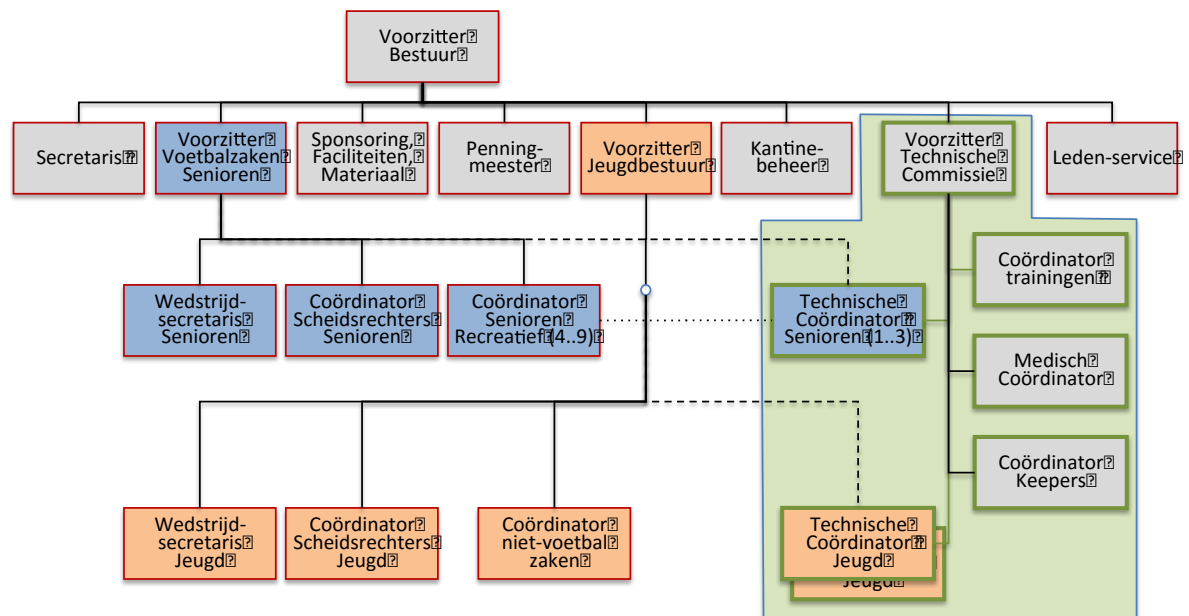 Voorzitter
Bestuur
Secretaris
Voorzitter
Voetbalzaken
Senioren
Sponsoring,
Faciliteiten,
Materiaal
Penning-
meester
Voorzitter
Jeugdbestuur
Kantine-
beheer
Voorzitter
Technische
Commissie
Leden-service
Coördinator
trainingen
Wedstrijd-
secretaris
Senioren
Coördinator
Scheidsrechters
Senioren
Coördinator
Senioren
Recreatief (4..9)
Technische
Coördinator
Senioren (1..3)
Medisch
Coördinator
Coördinator
Keepers
Wedstrijd-
secretaris
Jeugd
Coördinator
Scheidsrechters
Jeugd
Coördinator
niet-voetbal
zaken
Technische
Coördinator
Jeugd
Jeugd